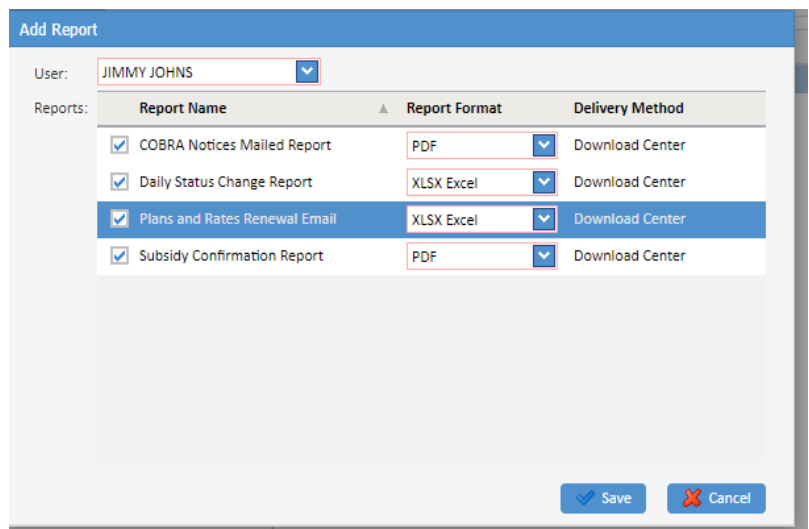 Add Report
User: JIMMY JOHNS
Reports: Report Name Report Format Delivery Method
COBRA Notices Mailed Report PDF Download Center
Daily Status Change Report XLSX Excel Download Center
Plans and Rates Renewal Email XLSX Excel Download Center
Subsidy Confirmation Report PDF Download Center
Save Cancel